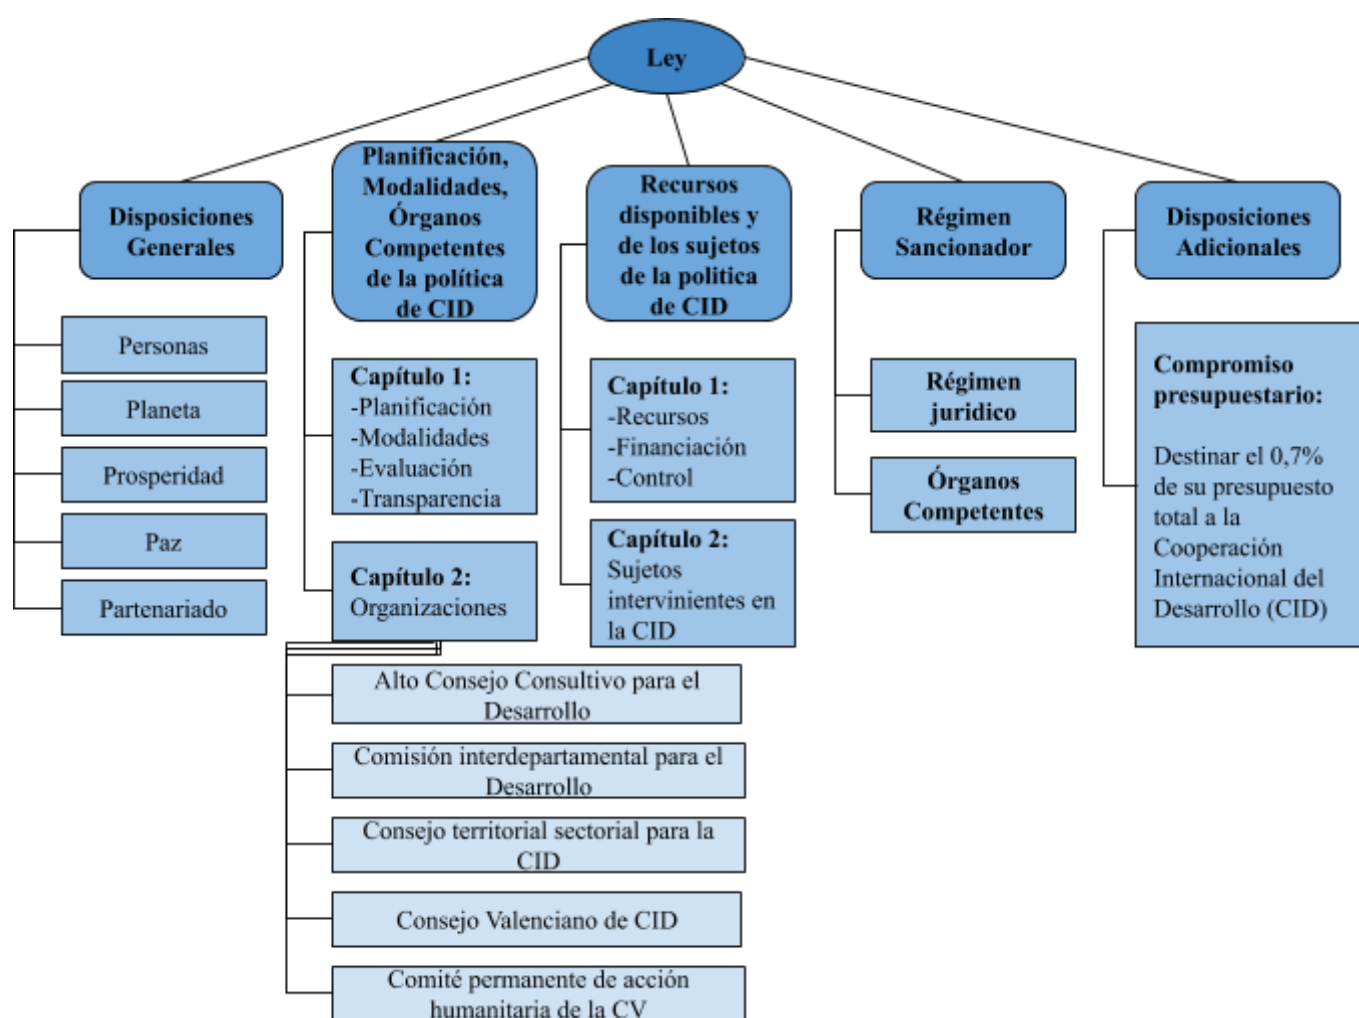 Ley
Disposiciones
Generales
Personas
Planeta
Prosperidad
Paz
Partenariado
Planificación,
Modalidades,
Órganos
Competentes
de la política
de CID
Capítulo 1:
-Planificación
-Modalidades
-Evaluación
-Transparencia
Capítulo 2:
Organizaciones
Alto Consejo Consultivo para el
Desarrollo
Comisión interdepartamental para el
Desarrollo
Consejo territorial sectorial para la
CID
Consejo Valenciano de CID
Comité permanente de acción
humanitaria de la CV
Recursos
disponibles y
de los sujetos
de la politica
de CID
Capítulo 1:
-Recursos
-Financiación
-Control
Capítulo 2:
Sujetos
intervinientes en
la CID
Régimen
Sancionador
Régimen
juridico
Órganos
Competentes
Disposiciones
Adicionales
Compromiso
presupuestario:
Destinar el 0,7%
de su presupuesto
total a la
Cooperación
Internacional del
Desarrollo (CID)